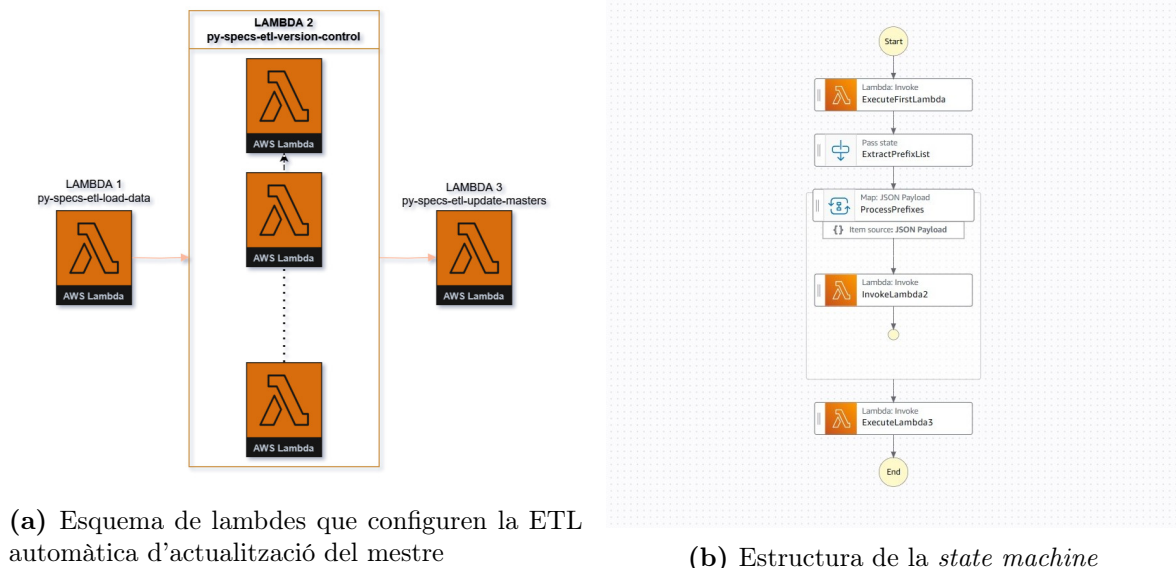 LAMBDA 2
py-specs-etl-version-control
AWS Lambda
LAMBDA 1
py-specs-etl-load-data
AWS Lambda
AWS Lambda
LAMBDA 3
py-specs-etl-update-masters
AWS Lambda
AWS Lambda
(a) Esquema de lambdes que configuren la ETL
automàtica d'actualització del mestre
Start
Lambda: Invoke
ExecuteFirstLambda
Pass state
ExtractPrefixList
Map: JSON Payload
ProcessPrefixes
{} Item source: JSON Payload
Lambda: Invoke
InvokeLambda2
Lambda: Invoke
ExecuteLambda3
End
(b) Estructura de la state machine